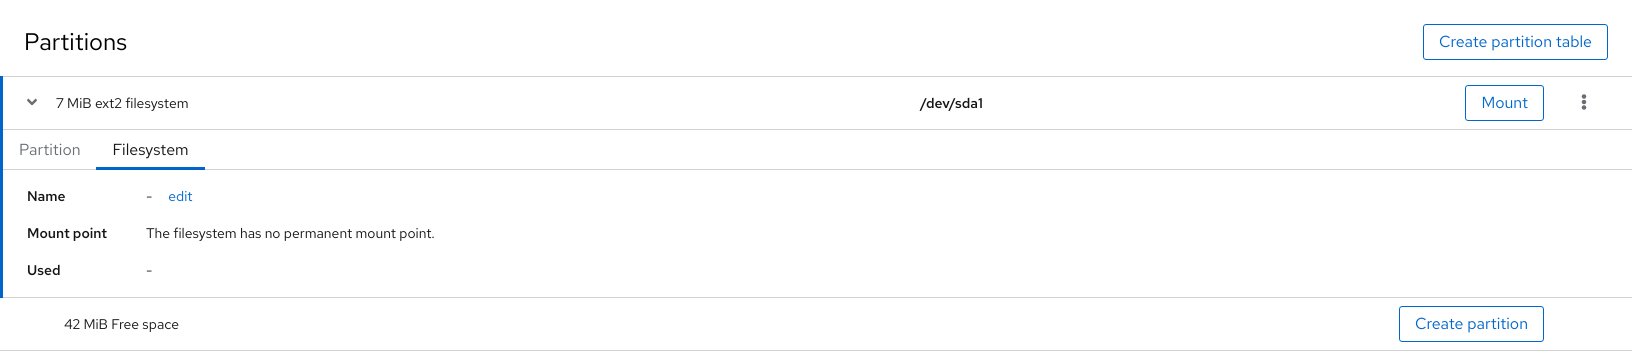 Partitions
Create partition table
7 MiB ext2 filesystem /dev/sda1 Mount
Partition Filesystem
Name - edit
Mount point The filesystem has no permanent mount point.
Used -
42 MiB Free space Create partition